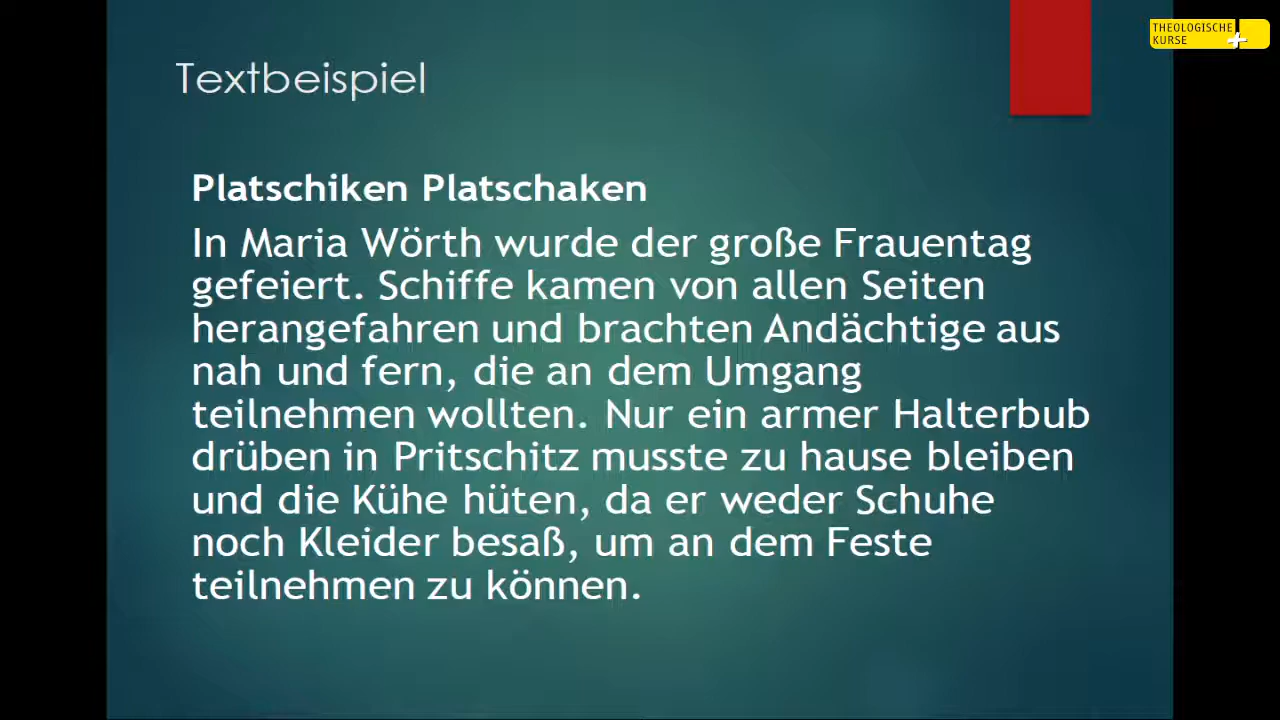 THEOLOGISCHE
KURSE
Textbeispiel
Platschiken Platschaken
In Maria Wörth wurde der große Frauentag
gefeiert. Schiffe kamen von allen Seiten
herangefahren und brachten Andächtige aus
nah und fern, die an dem Umgang
teilnehmen wollten. Nur ein armer Halterbub
drüben in Pritschitz musste zu hause bleiben
und die Kühe hüten, da er weder Schuhe
noch Kleider besaß, um an dem Feste
teilnehmen zu können.